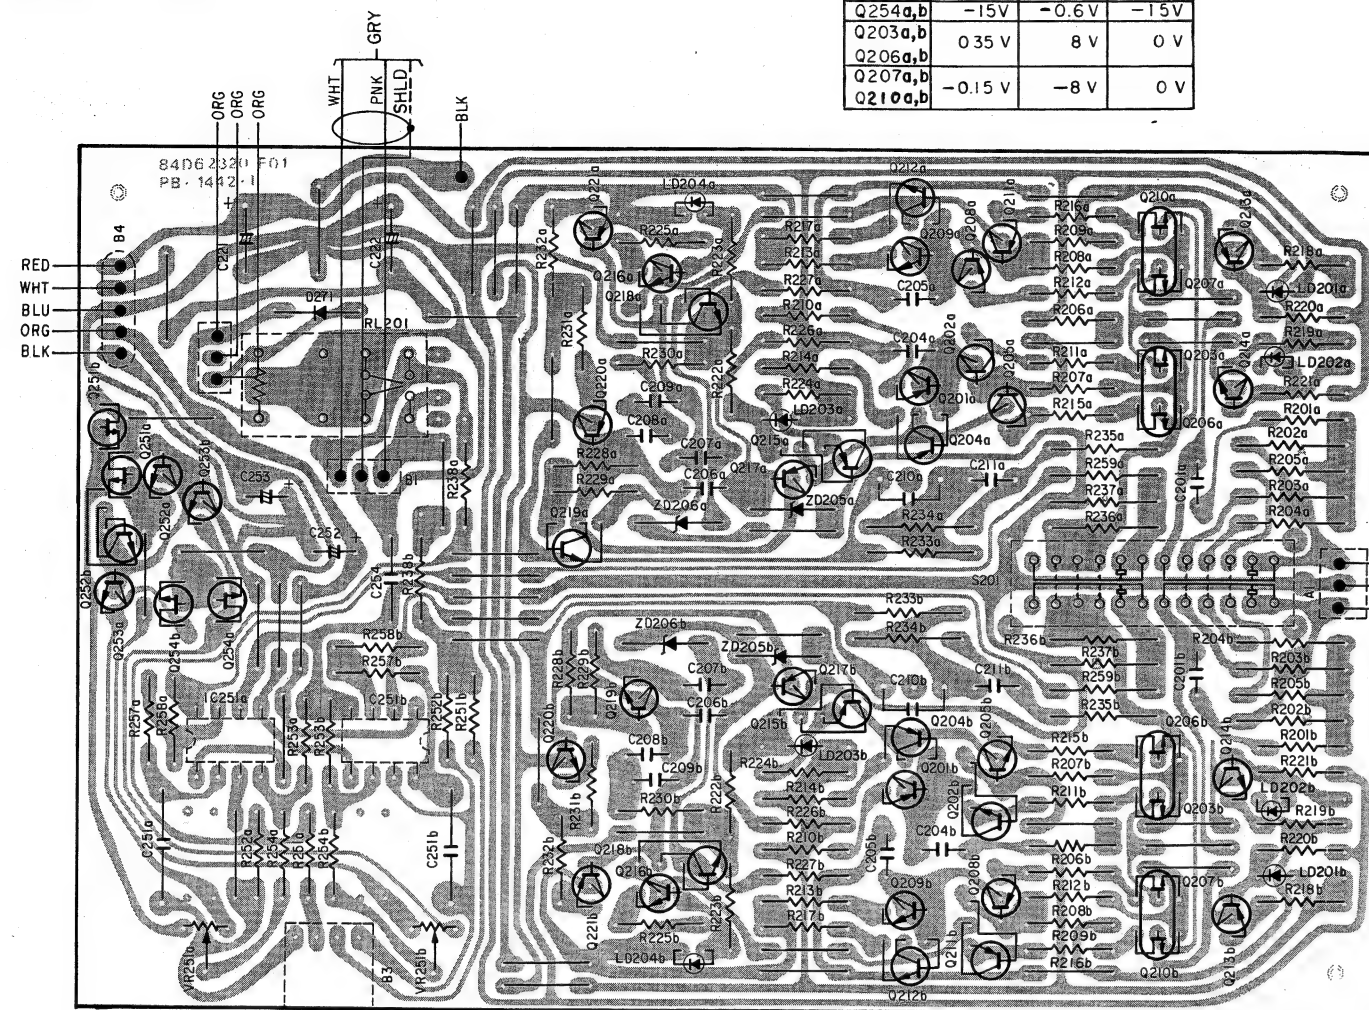 Q254a,b −15V −0.6V −15V
Q203a,b
Q206a,b 0 35 V 8 V 0 V
Q207a,b
Q210a,b −0.15 V −8 V 0 V
GRY
ORG
ORG
ORG
WHT
PNK
SHLD
BLK
84D62320 F01
PB-1442-1
B4
RED
WHT
BLU
ORG
BLK
C221
C222
D271
RL201
B1
Q251b
Q251a
Q253b
Q252a
C253
C252
Q252b
Q253a
Q254b
Q254a
C254
R238a
R238b
R258b
R257b
IC251a
IC251b
R257a
R258a
R253a
R253b
R252b
R251b
C251a
R252a
R254a
R251a
R254b
C251b
VR251a
B3
VR251b
Q221a
LD204a
R225a
R232a
Q216a
R223a
Q218a
R231a
R230a
Q220a
C209a
R222a
C208a
R228a
C207a
R229a
C206a
Q219a
ZD206a
R217a
R213a
R227a
R210a
R226a
R214a
R224a
LD203a
Q215a
Q217a
ZD205a
Q212a
Q209a
Q208a
Q211a
C205a
C204a
Q202a
Q205a
Q201a
Q204a
C210a
C211a
R234a
R233a
R216a
R209a
R208a
R212a
R206a
R211a
R207a
R215a
R235a
R259a
R237a
R236a
Q210a
Q207a
Q203a
Q206a
C201a
Q213a
Q214a
R218a
LD201a
R220a
R219a
LD202a
R221a
R201a
R202a
R205a
R203a
R204a
S201
A
R233b
R234b
ZD206b
ZD205b
R228b
R229b
Q219b
C207b
C206b
Q217b
Q215b
C210b
C211b
Q220b
C208b
C209b
R231b
R230b
R222b
R232b
Q218b
Q216b
R223b
R225b
Q221b
LD204b
LD203b
R224b
R214b
R226b
R210b
R227b
R213b
R217b
Q204b
Q201b
Q202b
C204b
C205b
Q208b
Q209b
Q211b
Q212b
R236b
R237b
R259b
R235b
R215b
R207b
R211b
R206b
R212b
R208b
R209b
R216b
C201b
Q206b
Q203b
Q207b
Q210b
Q214b
Q213b
R204b
R203b
R205b
R202b
R201b
R221b
LD202b
R219b
R220b
LD201b
R218b